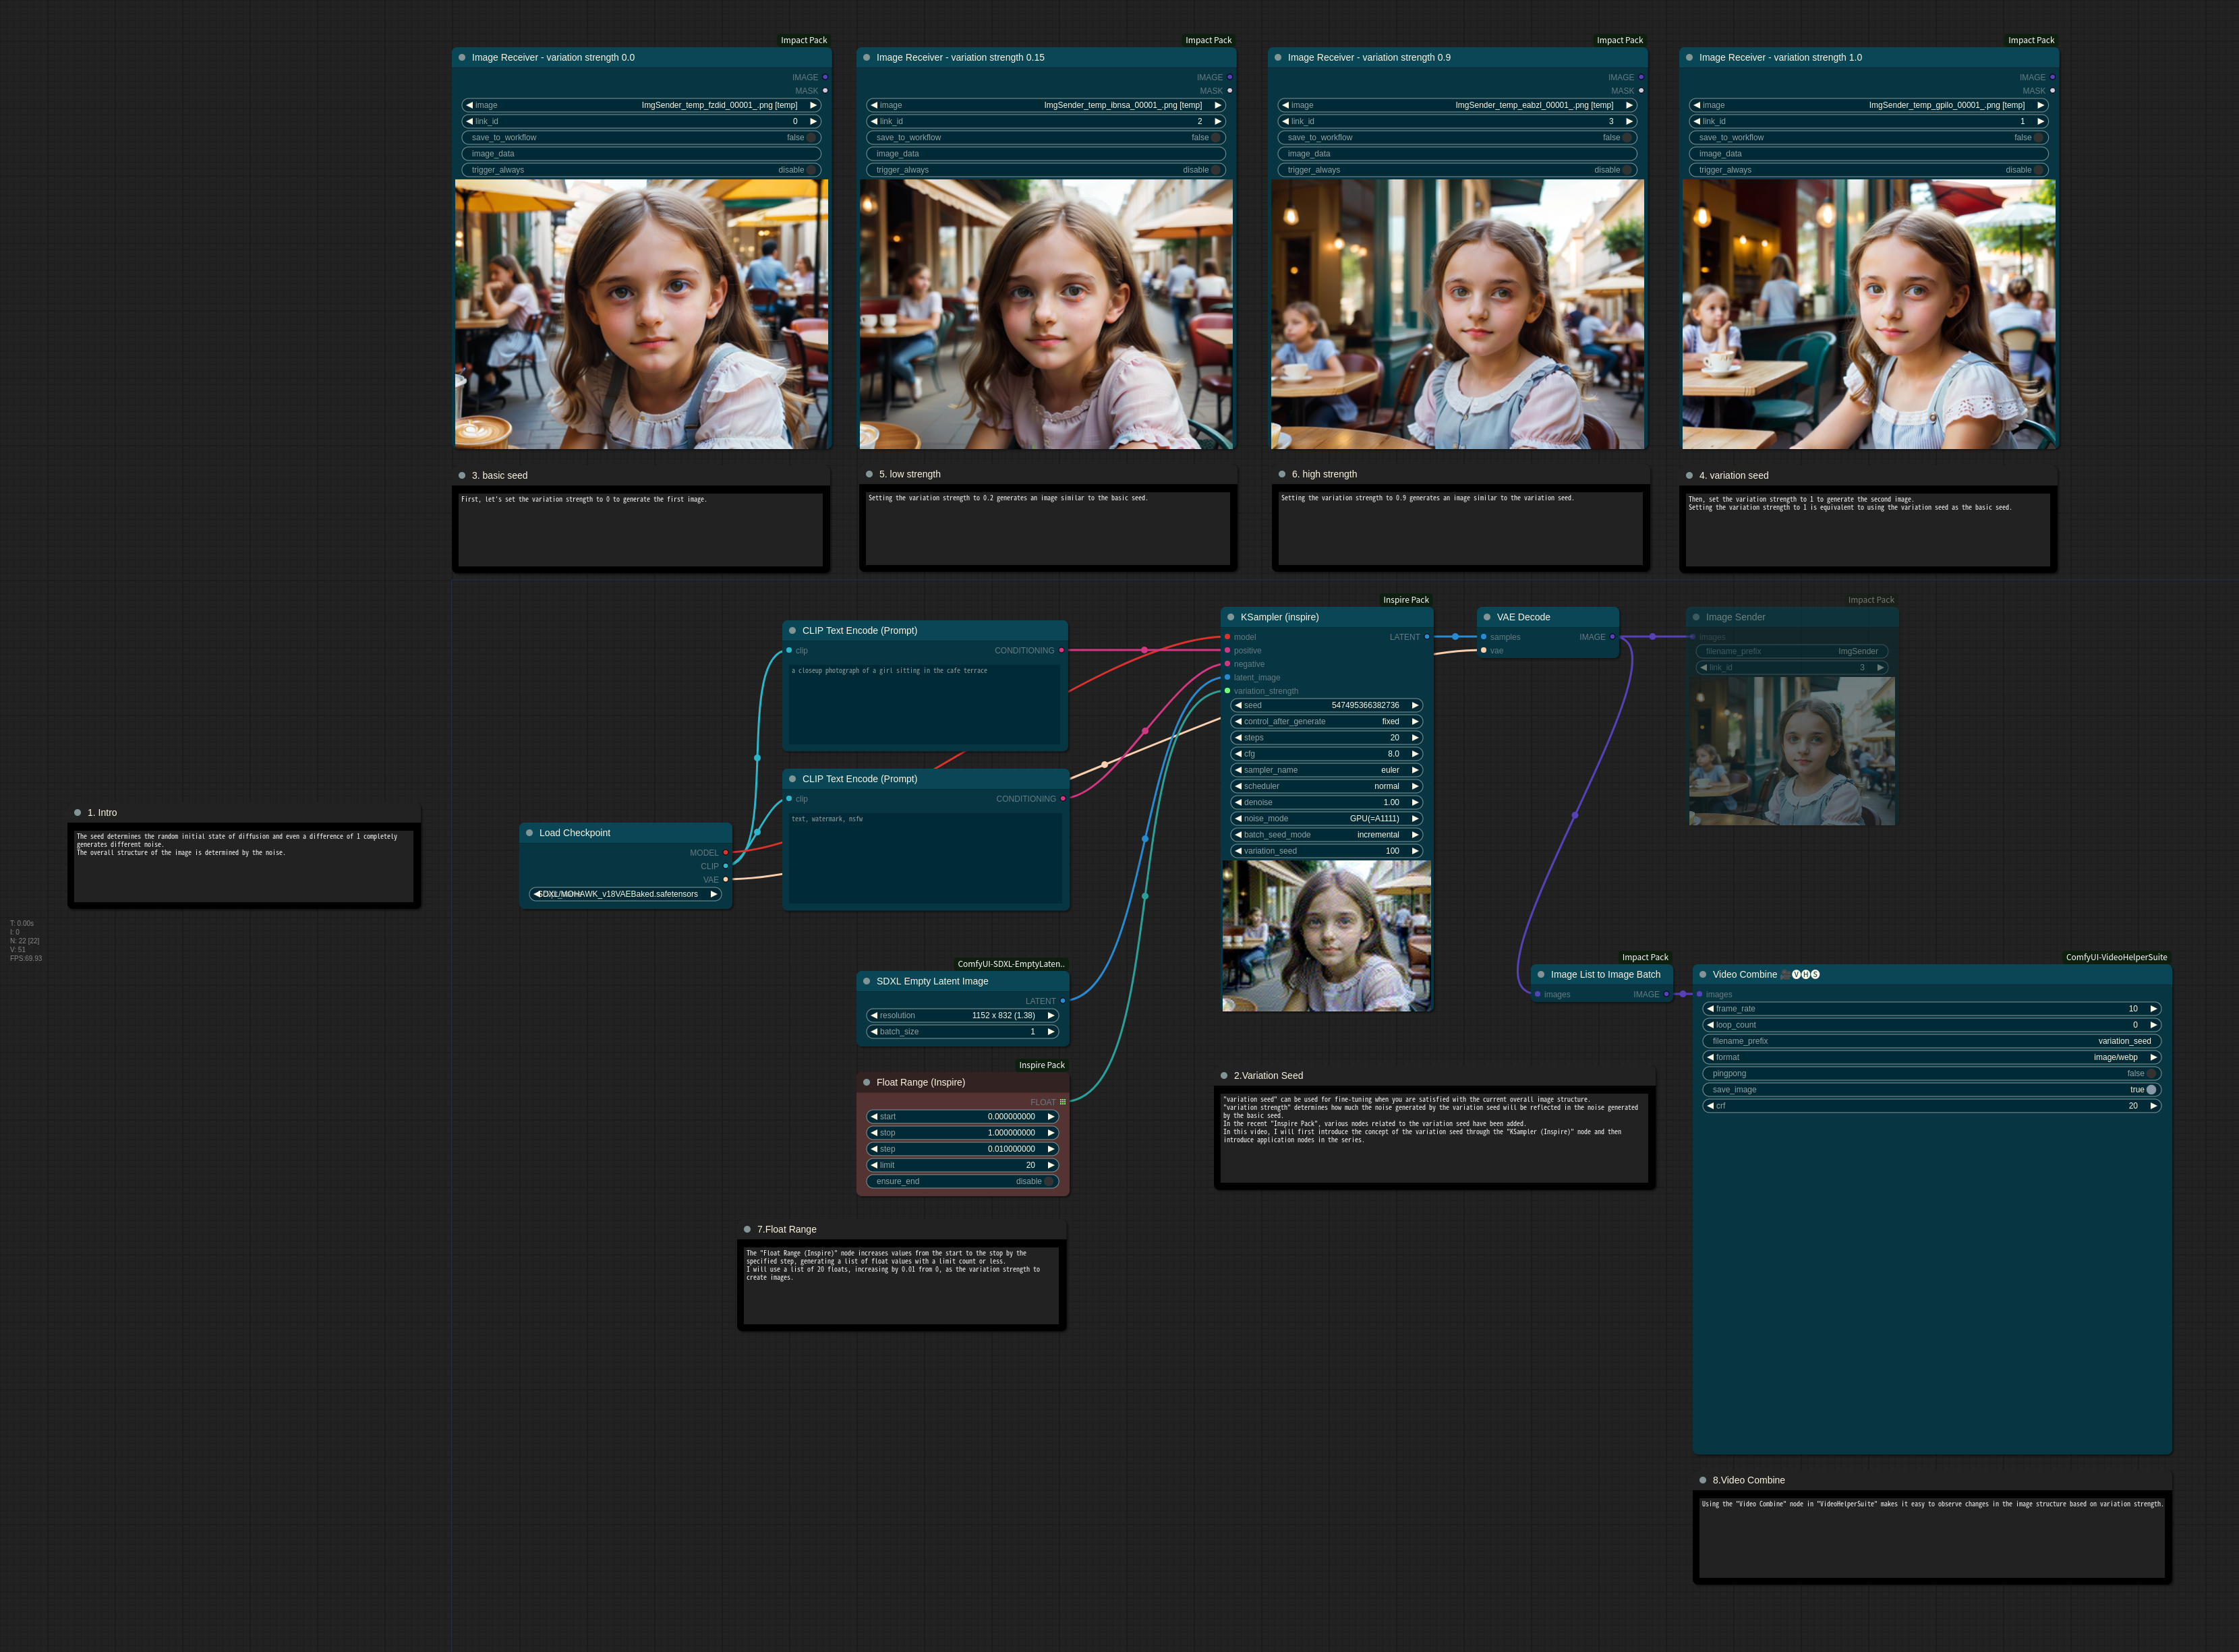 Impact Pack
Image Receiver - variation strength 0.0
IMAGE
MASK
image ImgSender_temp_fzdid_00001_.png [temp]
link_id 0
save_to_workflow false
image_data
trigger_always disable
Impact Pack
Image Receiver - variation strength 0.15
IMAGE
MASK
image ImgSender_temp_ibnsa_00001_.png [temp]
link_id 2
save_to_workflow false
image_data
trigger_always disable
Impact Pack
Image Receiver - variation strength 0.9
IMAGE
MASK
image ImgSender_temp_eabzl_00001_.png [temp]
link_id 3
save_to_workflow false
image_data
trigger_always disable
Impact Pack
Image Receiver - variation strength 1.0
IMAGE
MASK
image ImgSender_temp_gpilo_00001_.png [temp]
link_id 1
save_to_workflow false
image_data
trigger_always disable
3. basic seed
First, let's set the variation strength to 0 to generate the first image.
5. low strength
Setting the variation strength to 0.2 generates an image similar to the basic seed.
6. high strength
Setting the variation strength to 0.9 generates an image similar to the variation seed.
4. variation seed
Then, set the variation strength to 1 to generate the second image.
Setting the variation strength to 1 is equivalent to using the variation seed as the basic seed.
1. Intro
The seed determines the random initial state of diffusion and even a difference of 1 completely
generates different noise.
The overall structure of the image is determined by the noise.
T: 0.00s
I: 0
N: 22 [22]
V: 51
FPS:69.93
Load Checkpoint
MODEL
CLIP
VAE
SDXL/MOHAWK_v18VAEBaked.safetensors
CLIP Text Encode (Prompt)
clip CONDITIONING
a closeup photograph of a girl sitting in the cafe terrace
CLIP Text Encode (Prompt)
clip CONDITIONING
text, watermark, nsfw
ComfyUI-SDXL-EmptyLaten..
SDXL Empty Latent Image
LATENT
resolution 1152 x 832 (1.38)
batch_size 1
Inspire Pack
Float Range (Inspire)
FLOAT
start 0.000000000
stop 1.000000000
step 0.010000000
limit 20
ensure_end disable
7.Float Range
The "Float Range (Inspire)" node increases values from the start to the stop by the
specified step, generating a list of float values with a limit count or less.
I will use a list of 20 floats, increasing by 0.01 from 0, as the variation strength to
create images.
Inspire Pack
KSampler (inspire)
model LATENT
positive
negative
latent_image
variation_strength
seed 547495366382736
control_after_generate fixed
steps 20
cfg 8.0
sampler_name euler
scheduler normal
denoise 1.00
noise_mode GPU(=A1111)
batch_seed_mode incremental
variation_seed 100
2.Variation Seed
"variation seed" can be used for fine-tuning when you are satisfied with the current overall image structure.
"variation strength" determines how much the noise generated by the variation seed will be reflected in the noise generated
by the basic seed.
In the recent "Inspire Pack", various nodes related to the variation seed have been added.
In this video, I will first introduce the concept of the variation seed through the "KSampler (Inspire)" node and then
introduce application nodes in the series.
VAE Decode
samples IMAGE
vae
Impact Pack
Image Sender
images
filename_prefix ImgSender
link_id 3
Impact Pack
Image List to Image Batch
images IMAGE
ComfyUI-VideoHelperSuite
Video Combine 🎥🅥🅗🅢
images
frame_rate 10
loop_count 0
filename_prefix variation_seed
format image/webp
pingpong false
save_image true
crf 20
8.Video Combine
Using the "Video Combine" node in "VideoHelperSuite" makes it easy to observe changes in the image structure based on variation strength.